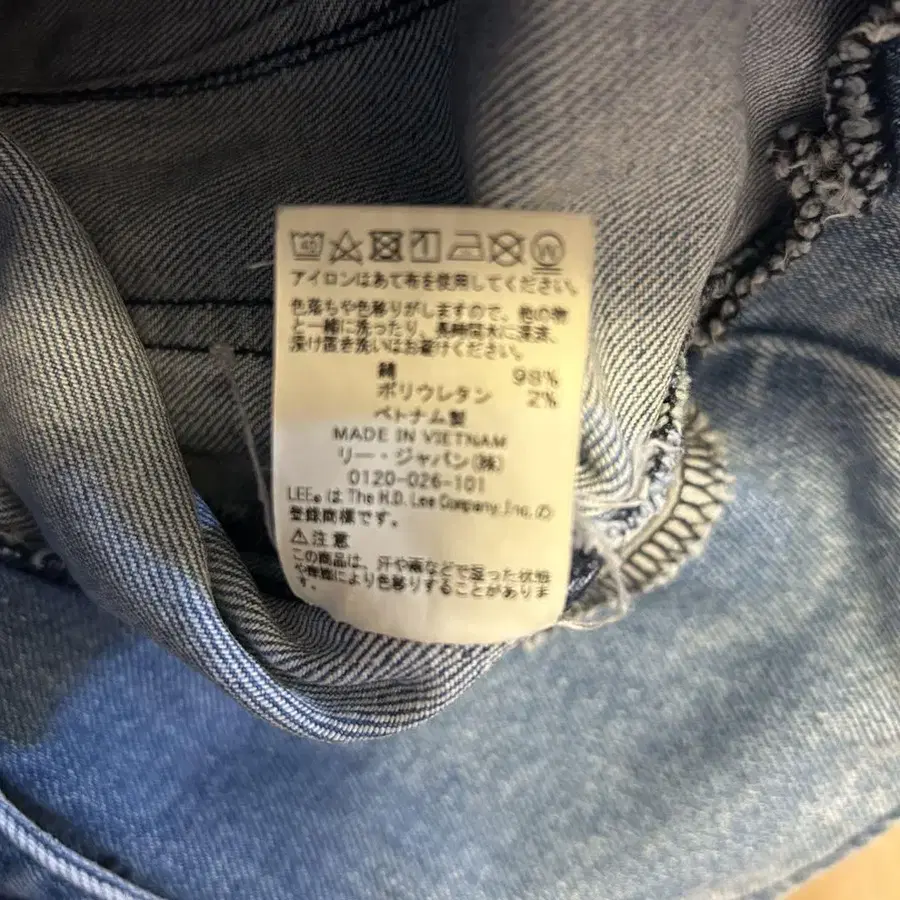 40
W
アイロンはあて布を使用してください。
色落ちや色移りがしますので、他の物
と一緒に洗ったり、長時間水に浸漬、
漬け置き洗いはお避けください。
綿 98%
ポリウレタン 2%
ベトナム製
MADE IN VIETNAM
リー・ジャパン(株)
0120-026-101
LEE®は The H.D. Lee Company,Inc.の
登録商標です。
⚠注意
この商品は、汗や雨などで湿った状態
や摩擦により色移りすることがありま
す。